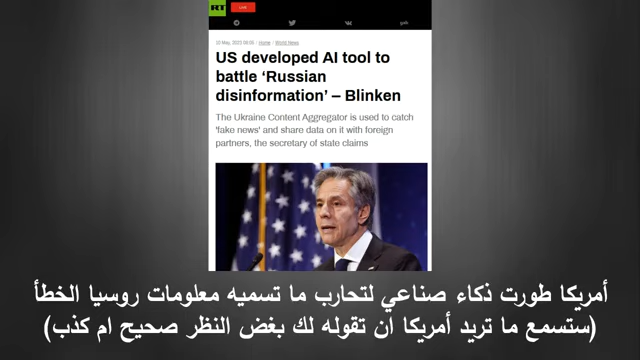 RT
LIVE
10 May, 2023 08:05 / Home / World News
US developed AI tool to
battle ‘Russian
disinformation’ – Blinken
The Ukraine Content Aggregator is used to catch
'fake news' and share data on it with foreign
partners, the secretary of state claims
أمريكا طورت ذكاء صناعي لتحارب ما تسميه معلومات روسيا الخطأ
(ستسمع ما تريد أمريكا ان تقوله لك بغض النظر صحيح ام كذب)